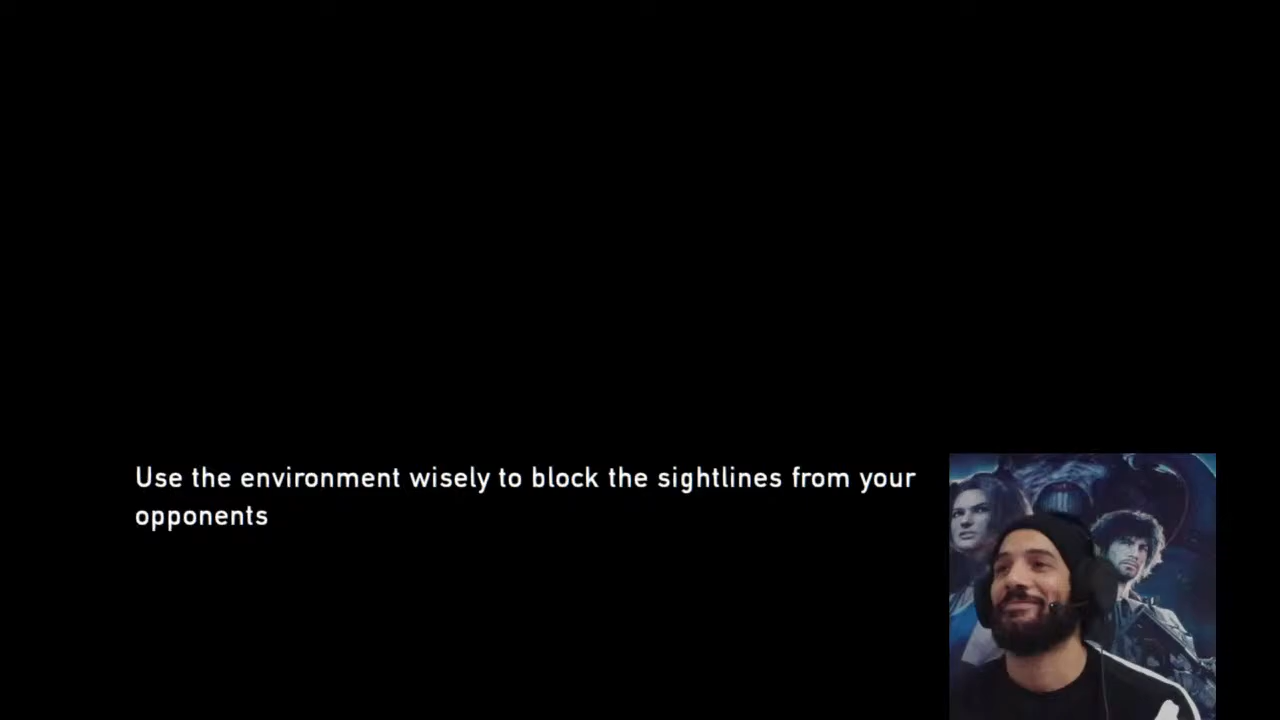 Use the environment wisely to block the sightlines from your
opponents